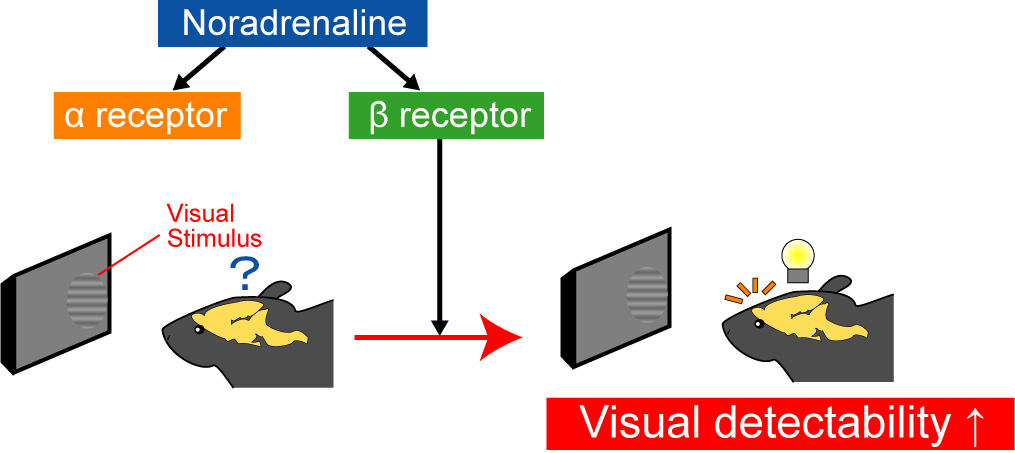 Noradrenaline
α receptor
β receptor
Visual
Stimulus
?
Visual detectability ↑